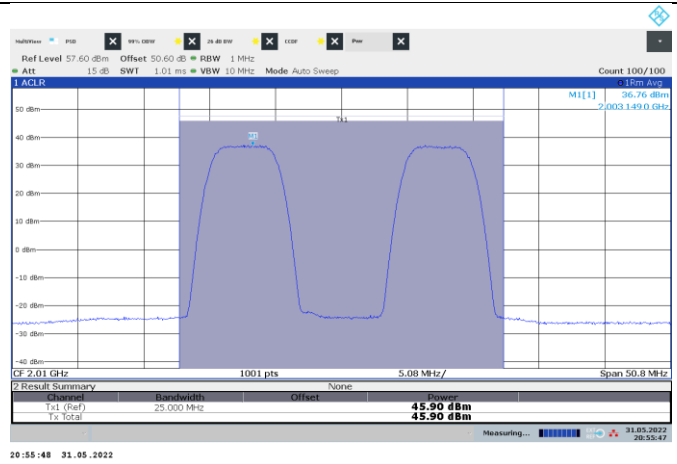 MultiView PSD 99% OBW 26 dB BW CCDF Pwr
Ref Level 57.60 dBm Offset 50.60 dB RBW 1 MHz
Att 15 dB SWT 1.01 ms VBW 10 MHz Mode Auto Sweep Count 100/100
1 ACLR 1Rm Avg
M1[1] 36.76 dBm
2.003 149 0 GHz
50 dBm
Tx1
M1
40 dBm
30 dBm
20 dBm
10 dBm
0 dBm
-10 dBm
-20 dBm
-30 dBm
-40 dBm
CF 2.01 GHz 1001 pts 5.08 MHz/ Span 50.8 MHz
2 Result Summary None
Channel Bandwidth Offset Power
Tx1 (Ref) 25.000 MHz 45.90 dBm
Tx Total 45.90 dBm
Measuring... 31.05.2022
20:55:47
20:55:48 31.05.2022